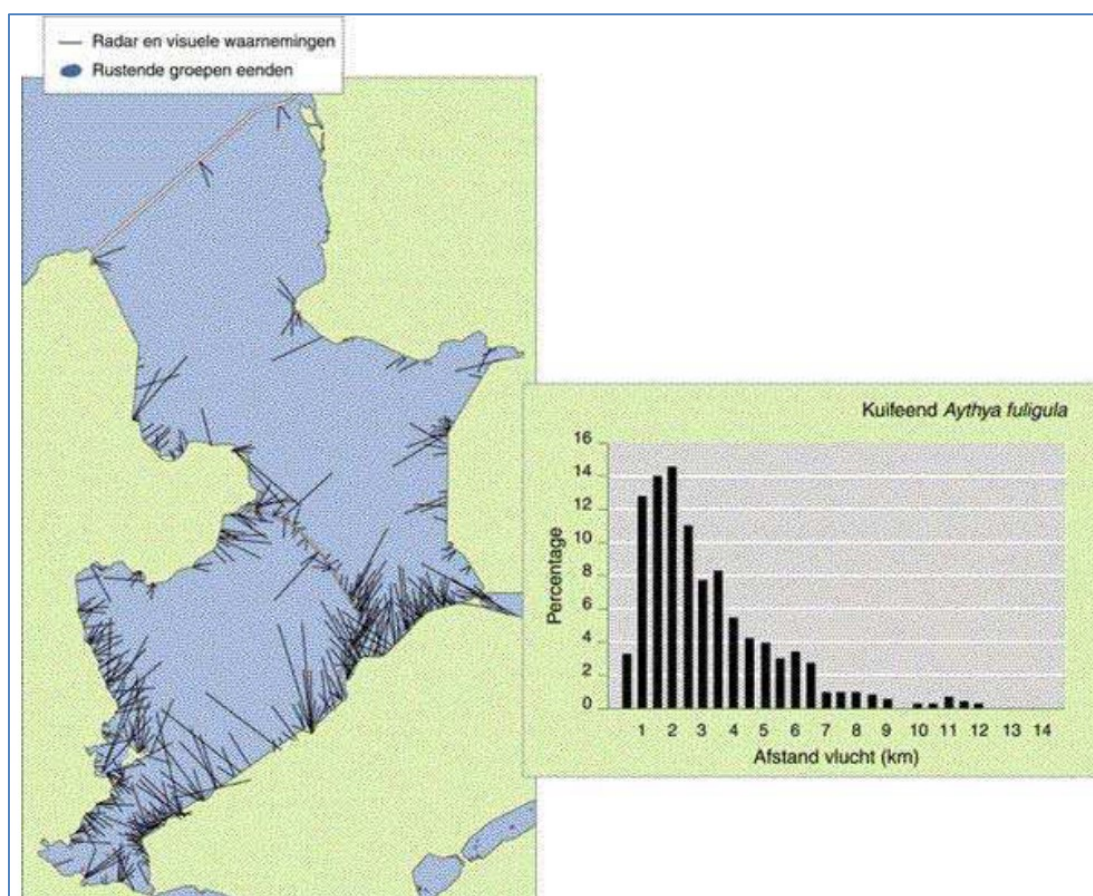 Radar en visuele waarnemingen
Rustende groepen eenden
Kuifeend Aythya fuligula
Percentage
16
14
12
10
8
6
4
2
0
1 2 3 4 5 6 7 8 9 10 11 12 13 14
Afstand vlucht (km)